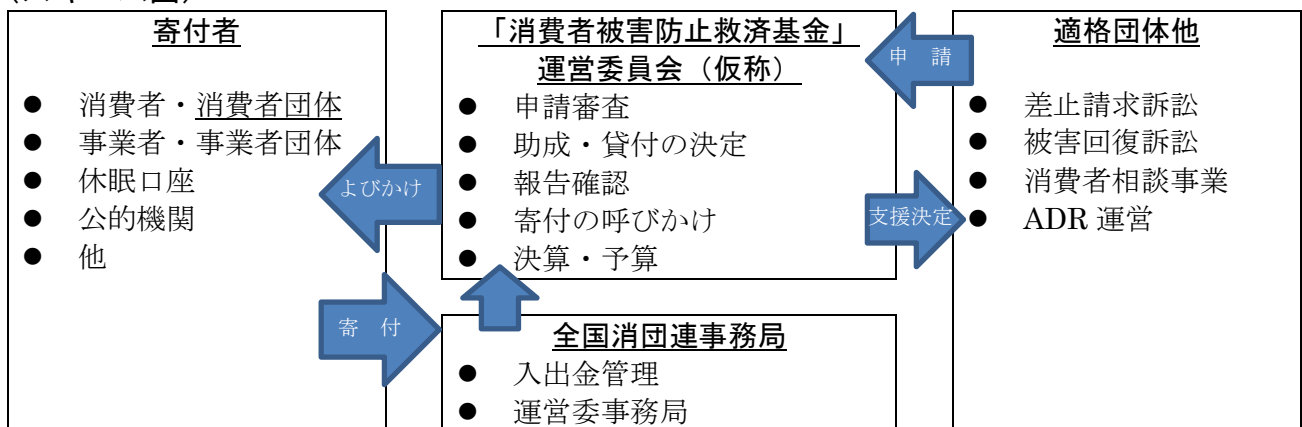 寄付者
● 消費者・消費者団体
● 事業者・事業者団体
● 休眠口座
● 公的機関
● 他
よびかけ
寄 付
「消費者被害防止救済基金」
運営委員会（仮称）
● 申請審査
● 助成・貸付の決定
● 報告確認
● 寄付の呼びかけ
● 決算・予算
全国消団連事務局
● 入出金管理
● 運営委事務局
申 請
支援決定
適格団体他
● 差止請求訴訟
● 被害回復訴訟
● 消費者相談事業
● ADR 運営